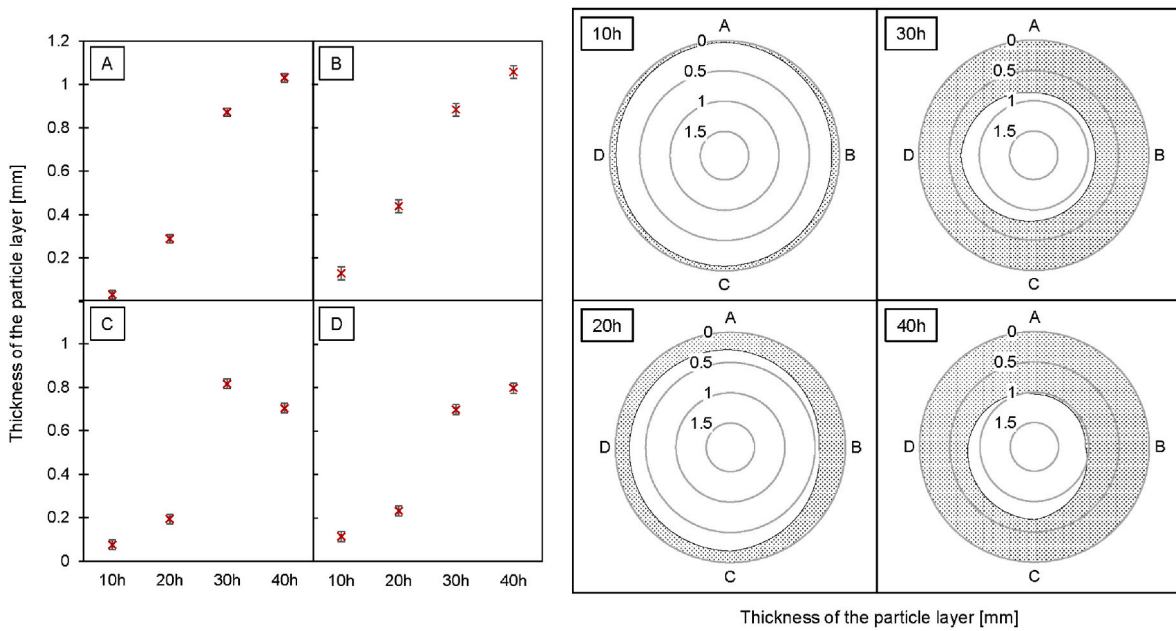 Thickness of the particle layer [mm]
1.2
1
0.8
0.6
0.4
0.2
A
B
1
0.8
0.6
0.4
0.2
0
C
D
10h 20h 30h 40h 10h 20h 30h 40h
10h
A
0
0.5
1
1.5
D B
C
30h
A
0
0.5
1
1.5
D B
C
20h
A
0
0.5
1
1.5
D B
C
40h
A
0
0.5
1
1.5
D B
C
Thickness of the particle layer [mm]